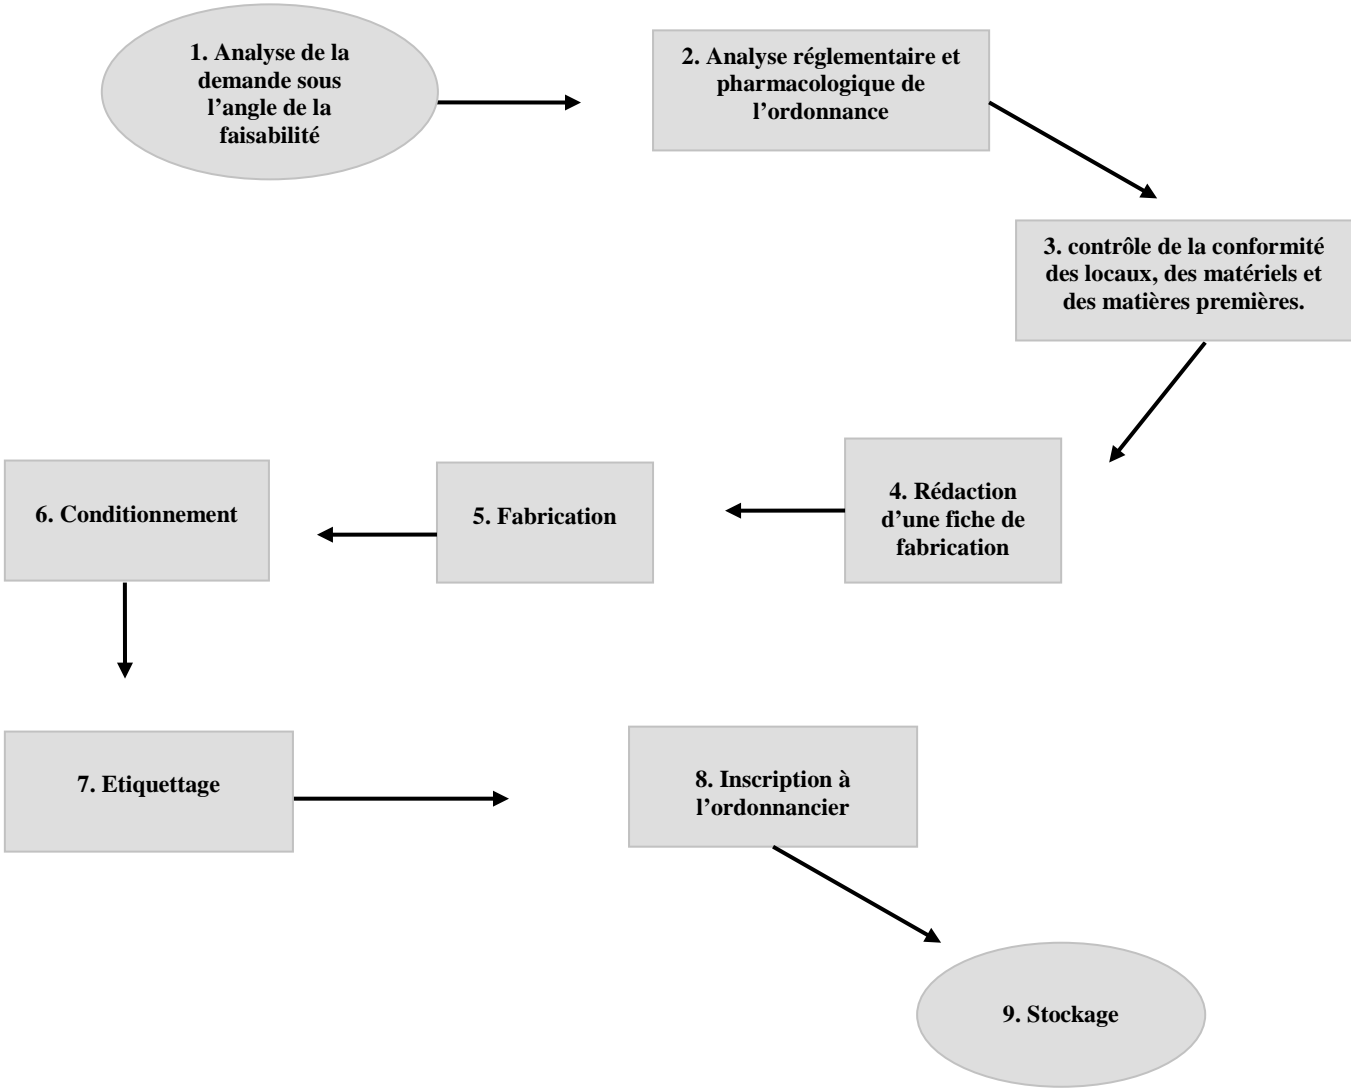 1. Analyse de la
demande sous
l’angle de la
faisabilité
2. Analyse réglementaire et
pharmacologique de
l’ordonnance
3. contrôle de la conformité
des locaux, des matériels et
des matières premières.
4. Rédaction
d’une fiche de
fabrication
5. Fabrication
6. Conditionnement
7. Etiquettage
8. Inscription à
l’ordonnancier
9. Stockage